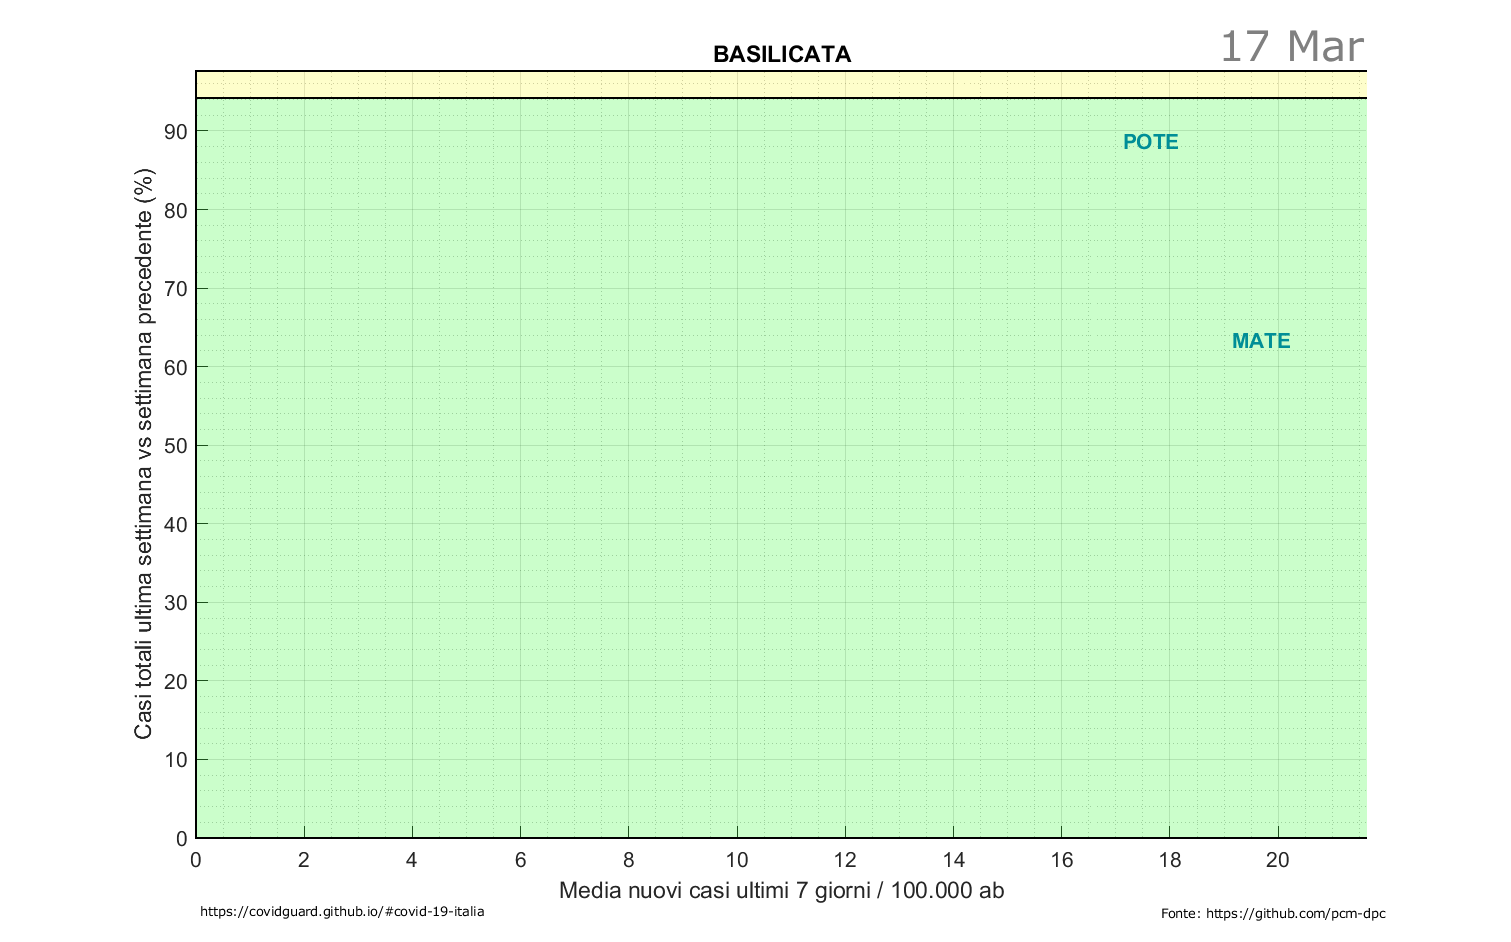 17 Mar
BASILICATA
Casi totali ultima settimana vs settimana precedente (%)
90
80
70
60
50
40
30
20
10
0
POTE
MATE
0 2 4 6 8 10 12 14 16 18 20
Media nuovi casi ultimi 7 giorni / 100.000 ab
https://covidguard.github.io/#covid-19-italia
Fonte: https://github.com/pcm-dpc